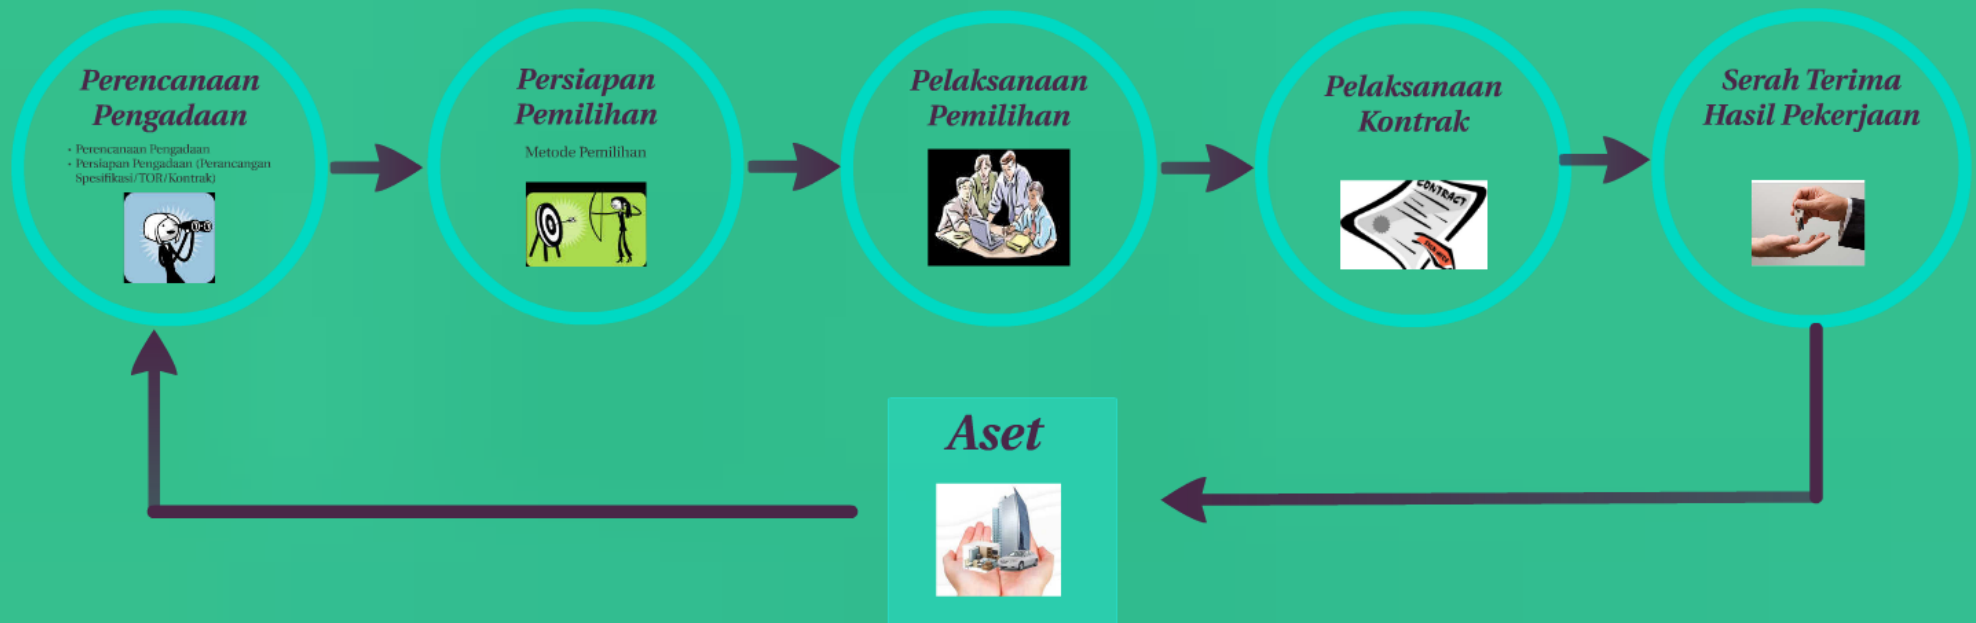 Perencanaan
Pengadaan
• Perencanaan Pengadaan
• Persiapan Pengadaan (Perancangan
Spesifikasi/TOR/Kontrak)
Persiapan
Pemilihan
Metode Pemilihan
Pelaksanaan
Pemilihan
Pelaksanaan
Kontrak
CONTRACT
Serah Terima
Hasil Pekerjaan
Aset